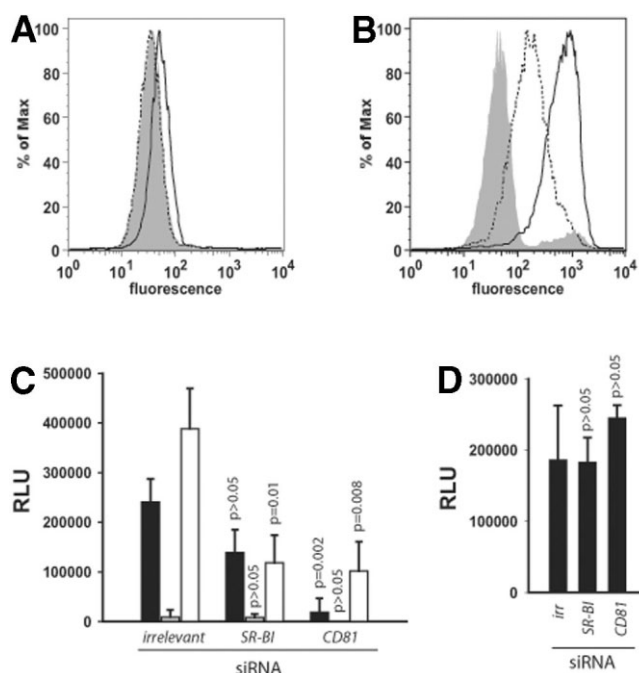 A
100
80
60
40
20
0
% of Max
10⁰ 10¹ 10² 10³ 10⁴
fluorescence
B
100
80
60
40
20
0
% of Max
10⁰ 10¹ 10² 10³ 10⁴
fluorescence
C
500000
400000
300000
200000
100000
0
RLU
p>0.05
p>0.05
p=0.01
p=0.002
p>0.05
p=0.008
irrelevant SR-BI CD81
siRNA
D
300000
200000
100000
0
RLU
p>0.05
p>0.05
irr
SR-BI
CD81
siRNA